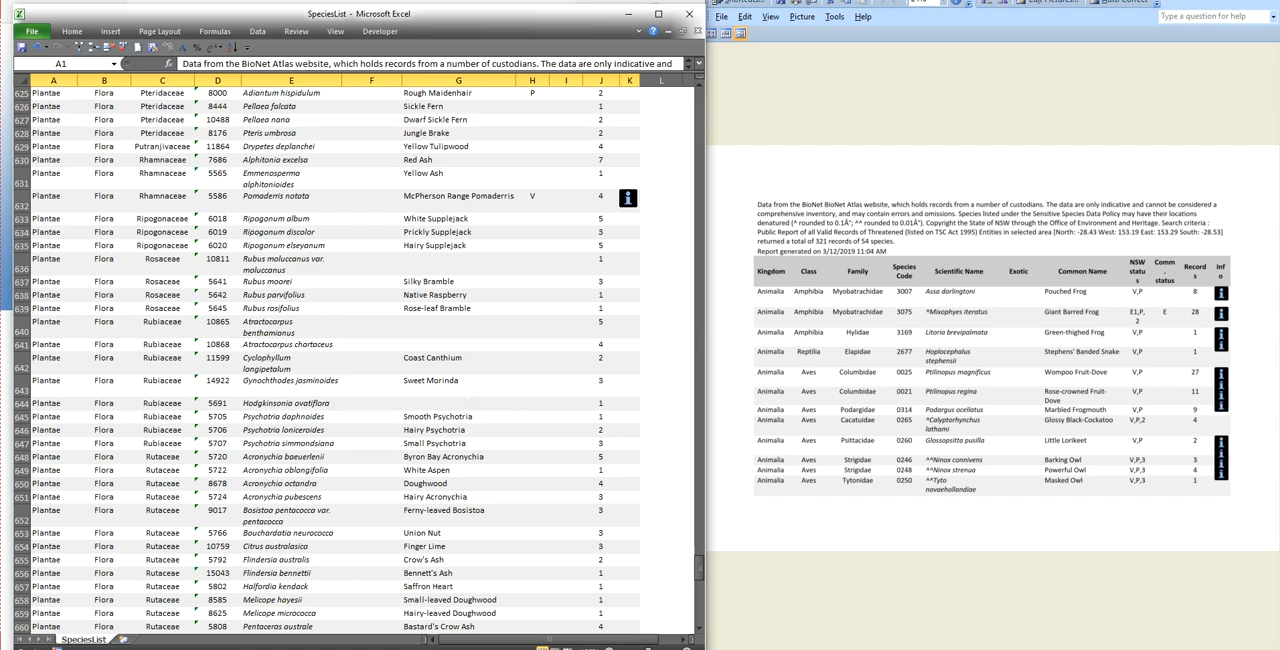 SpeciesList - Microsoft Excel
File Home Insert Page Layout Formulas Data Review View Developer
A1 fx Data from the BioNet Atlas website, which holds records from a number of custodians. The data are only indicative and
A B C D E F G H I J K L
625 Plantae Flora Pteridaceae 8000 Adiantum hispidulum Rough Maidenhair P 2
626 Plantae Flora Pteridaceae 8444 Pellaea falcata Sickle Fern 1
627 Plantae Flora Pteridaceae 10488 Pellaea nana Dwarf Sickle Fern 2
628 Plantae Flora Pteridaceae 8176 Pteris umbrosa Jungle Brake 2
629 Plantae Flora Putranjivaceae 11864 Drypetes deplanchei Yellow Tulipwood 4
630 Plantae Flora Rhamnaceae 7686 Alphitonia excelsa Red Ash 7
Plantae Flora Rhamnaceae 5565 Emmenosperma Yellow Ash 1
631 alphitonioides
Plantae Flora Rhamnaceae 5586 Pomaderris notata McPherson Range Pomaderris V 4
632
633 Plantae Flora Ripogonaceae 6018 Ripogonum album White Supplejack 5
634 Plantae Flora Ripogonaceae 6019 Ripogonum discolor Prickly Supplejack 3
635 Plantae Flora Ripogonaceae 6020 Ripogonum elseyanum Hairy Supplejack 5
Plantae Flora Rosaceae 10811 Rubus moluccanus var. 1
636 moluccanus
637 Plantae Flora Rosaceae 5641 Rubus moorei Silky Bramble 3
638 Plantae Flora Rosaceae 5642 Rubus parvifolius Native Raspberry 1
639 Plantae Flora Rosaceae 5645 Rubus rosifolius Rose-leaf Bramble 1
Plantae Flora Rubiaceae 10865 Atractocarpus 5
640 benthamianus
641 Plantae Flora Rubiaceae 10868 Atractocarpus chartaceus 4
Plantae Flora Rubiaceae 11599 Cyclophyllum Coast Canthium 2
642 longipetalum
Plantae Flora Rubiaceae 14922 Gynochthodes jasminoides Sweet Morinda 3
643
644 Plantae Flora Rubiaceae 5691 Hodgkinsonia ovatiflora 1
645 Plantae Flora Rubiaceae 5705 Psychotria daphnoides Smooth Psychotria 1
646 Plantae Flora Rubiaceae 5706 Psychotria loniceroides Hairy Psychotria 2
647 Plantae Flora Rubiaceae 5707 Psychotria simmondsiana Small Psychotria 3
648 Plantae Flora Rutaceae 5720 Acronychia baeuerlenii Byron Bay Acronychia 5
649 Plantae Flora Rutaceae 5722 Acronychia oblongifolia White Aspen 1
650 Plantae Flora Rutaceae 8678 Acronychia octandra Doughwood 4
651 Plantae Flora Rutaceae 5724 Acronychia pubescens Hairy Acronychia 3
Plantae Flora Rutaceae 9017 Bosistoa pentacocca var. Ferny-leaved Bosistoa 3
652 pentacocca
653 Plantae Flora Rutaceae 5766 Bouchardatia neurococca Union Nut 3
654 Plantae Flora Rutaceae 10759 Citrus australasica Finger Lime 3
655 Plantae Flora Rutaceae 5792 Flindersia australis Crow's Ash 2
656 Plantae Flora Rutaceae 15043 Flindersia bennettii Bennett's Ash 1
657 Plantae Flora Rutaceae 5802 Halfordia kendack Saffron Heart 1
658 Plantae Flora Rutaceae 8585 Melicope hayesii Small-leaved Doughwood 1
659 Plantae Flora Rutaceae 8625 Melicope micrococca Hairy-leaved Doughwood 1
660 Plantae Flora Rutaceae 5808 Pentaceras australe Bastard's Crow Ash 4
SpeciesList
File Edit View Picture Tools Help
Type a question for help
Data from the BioNet BioNet Atlas website, which holds records from a number of custodians. The data are only indicative and cannot be considered a
comprehensive inventory, and may contain errors and omissions. Species listed under the Sensitive Species Data Policy may have their locations
denatured (^ rounded to 0.1Â°; ^^ rounded to 0.01Â°). Copyright the State of NSW through the Office of Environment and Heritage. Search criteria :
Public Report of all Valid Records of Threatened (listed on TSC Act 1995) Entities in selected area [North: -28.43 West: 153.19 East: 153.29 South: -28.53]
returned a total of 321 records of 54 species.
Report generated on 3/12/2019 11:04 AM
Kingdom Class Family Species Code Scientific Name Exotic Common Name NSW statu s Comm . status Record s Inf o
Animalia Amphibia Myobatrachidae 3007 Assa darlingtoni Pouched Frog V,P 8
Animalia Amphibia Myobatrachidae 3075 ^Mixophyes iteratus Giant Barred Frog E1,P, E 28
2
Animalia Amphibia Hylidae 3169 Litoria brevipalmata Green-thighed Frog V,P 1
Animalia Reptilia Elapidae 2677 Hoplocephalus Stephens' Banded Snake V,P 1
stephensii
Animalia Aves Columbidae 0025 Ptilinopus magnificus Wompoo Fruit-Dove V,P 27
Animalia Aves Columbidae 0021 Ptilinopus regina Rose-crowned Fruit- V,P 11
Dove
Animalia Aves Podargidae 0314 Podargus ocellatus Marbled Frogmouth V,P 9
Animalia Aves Cacatuidae 0265 ^Calyptorhynchus Glossy Black-Cockatoo V,P,2 4
lathami
Animalia Aves Psittacidae 0260 Glossopsitta pusilla Little Lorikeet V,P 2
Animalia Aves Strigidae 0246 ^^Ninox connivens Barking Owl V,P,3 3
Animalia Aves Strigidae 0248 ^^Ninox strenua Powerful Owl V,P,3 4
Animalia Aves Tytonidae 0250 ^^Tyto Masked Owl V,P,3 1
novaehollandiae